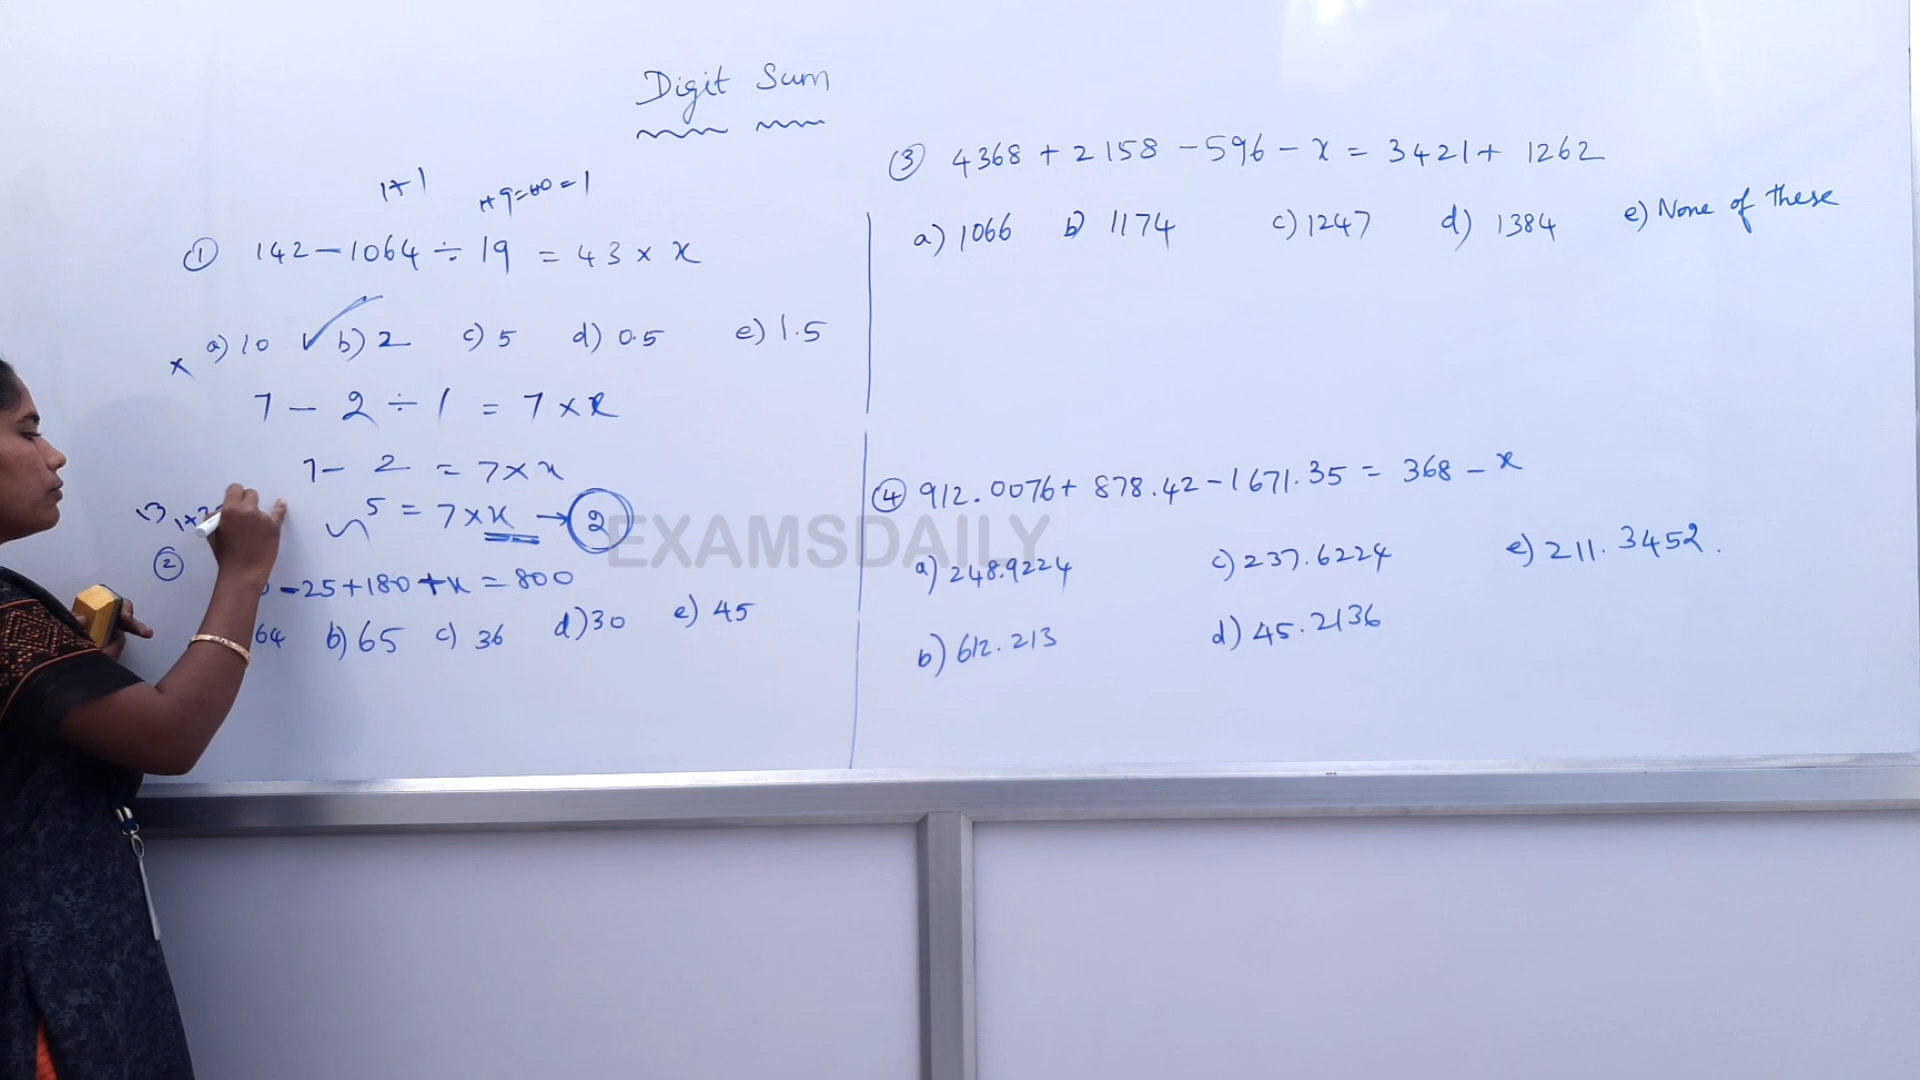 Digit Sum
1+1
1+9=10=1
① 142-1064÷19 = 43 × x
a) 10 ✓ b) 2 c) 5 d) 0.5 e) 1.5
x
7 - 2 ÷ 1 = 7 × x
7 - 2 = 7 × x
5 = 7 × x → 2
②
-25+180+x = 800
64 b) 65 c) 36 d) 30 e) 45
③ 4368 + 2158 - 596 - x = 3421 + 1262
a) 1066 b) 1174 c) 1247 d) 1384 e) None of these
④ 912.0076 + 878.42 - 1671.35 = 368 - x
a) 248.9224 c) 237.6224 e) 211.3452.
b) 612.213 d) 45.2136
EXAMSDAILY